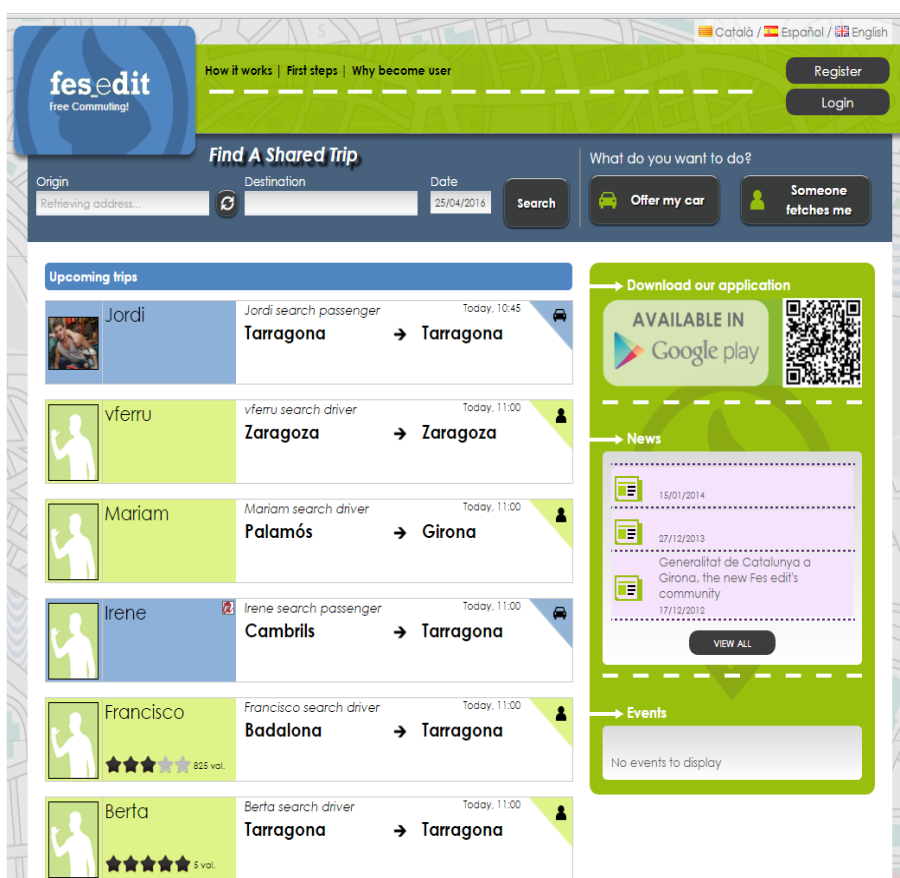 Català / Español / English
fes_edit
Free Commuting!
How it works | First steps | Why become user
Register
Login
Find A Shared Trip
What do you want to do?
Origin
Destination
Date
Retrieving address...
25/04/2016
Search
Offer my car
Someone
fetches me
Upcoming trips
Jordi
Jordi search passenger
Today, 10:45
Tarragona → Tarragona
vferru
vferru search driver
Today, 11:00
Zaragoza → Zaragoza
Mariam
Mariam search driver
Today, 11:00
Palamós → Girona
Irene
Irene search passenger
Today, 11:00
Cambrils → Tarragona
Francisco
Francisco search driver
Today, 11:00
Badalona → Tarragona
825 val.
Berta
Berta search driver
Today, 11:00
Tarragona → Tarragona
5 val.
Download our application
AVAILABLE IN
Google play
News
15/01/2014
27/12/2013
Generalitat de Catalunya a
Girona, the new Fes edit's
community
17/12/2012
VIEW ALL
Events
No events to display